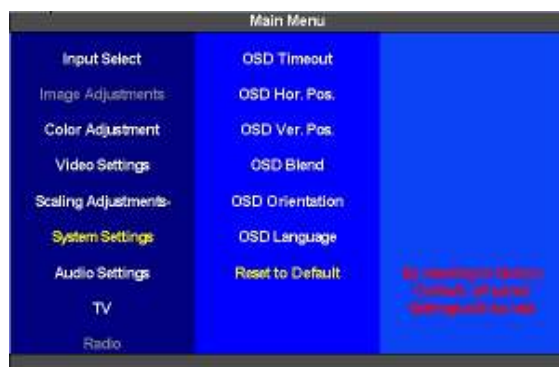 Main Menu
Input Select
Image Adjustments
Color Adjustment
Video Settings
Scaling Adjustments
System Settings
Audio Settings
TV
Radio
OSD Timeout
OSD Hor. Pos.
OSD Ver. Pos.
OSD Blend
OSD Orientation
OSD Language
Reset to Default